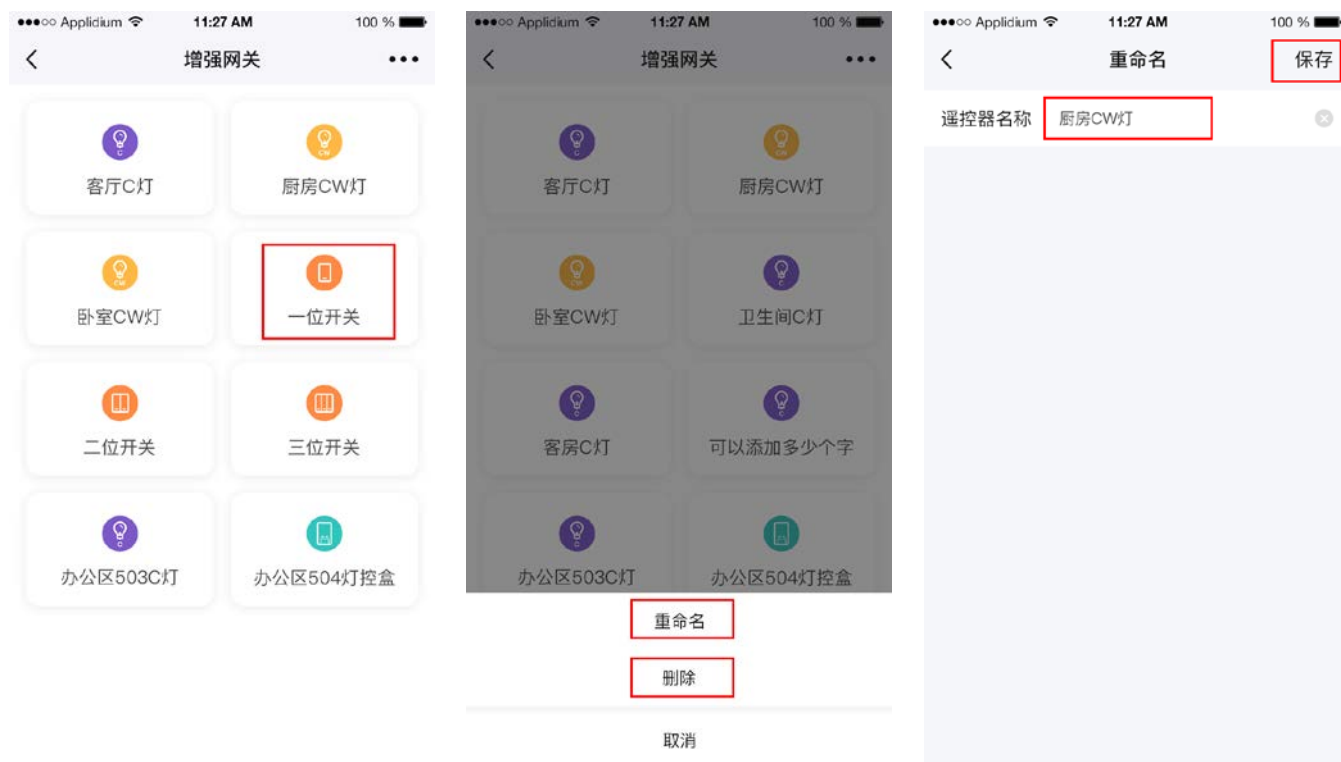 Applidium 11:27 AM 100 %
增强网关
客厅C灯 厨房CW灯
卧室CW灯 一位开关
二位开关 三位开关
办公区503C灯 办公区504灯控盒
Applidium 11:27 AM 100 %
增强网关
客厅C灯 厨房CW灯
卧室CW灯 卫生间C灯
客房C灯 可以添加多少个字
办公区503C灯 办公区504灯控盒
重命名
删除
取消
Applidium 11:27 AM 100 %
重命名 保存
遥控器名称 厨房CW灯